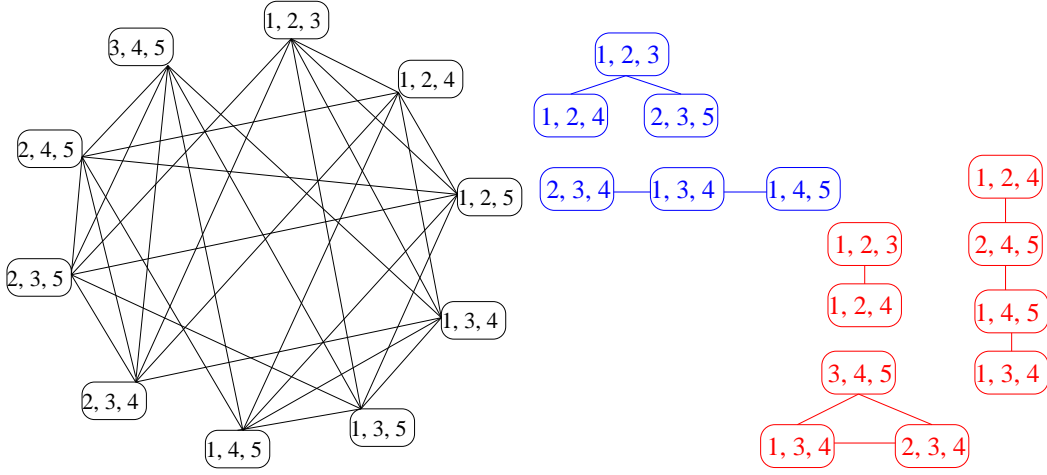 1, 2, 3
3, 4, 5
1, 2, 4
2, 4, 5
1, 2, 5
2, 3, 5
1, 3, 4
2, 3, 4
1, 3, 5
1, 4, 5
1, 2, 3
1, 2, 4
2, 3, 5
2, 3, 4
1, 3, 4
1, 4, 5
1, 2, 3
1, 2, 4
3, 4, 5
1, 3, 4
2, 3, 4
1, 2, 4
2, 4, 5
1, 4, 5
1, 3, 4